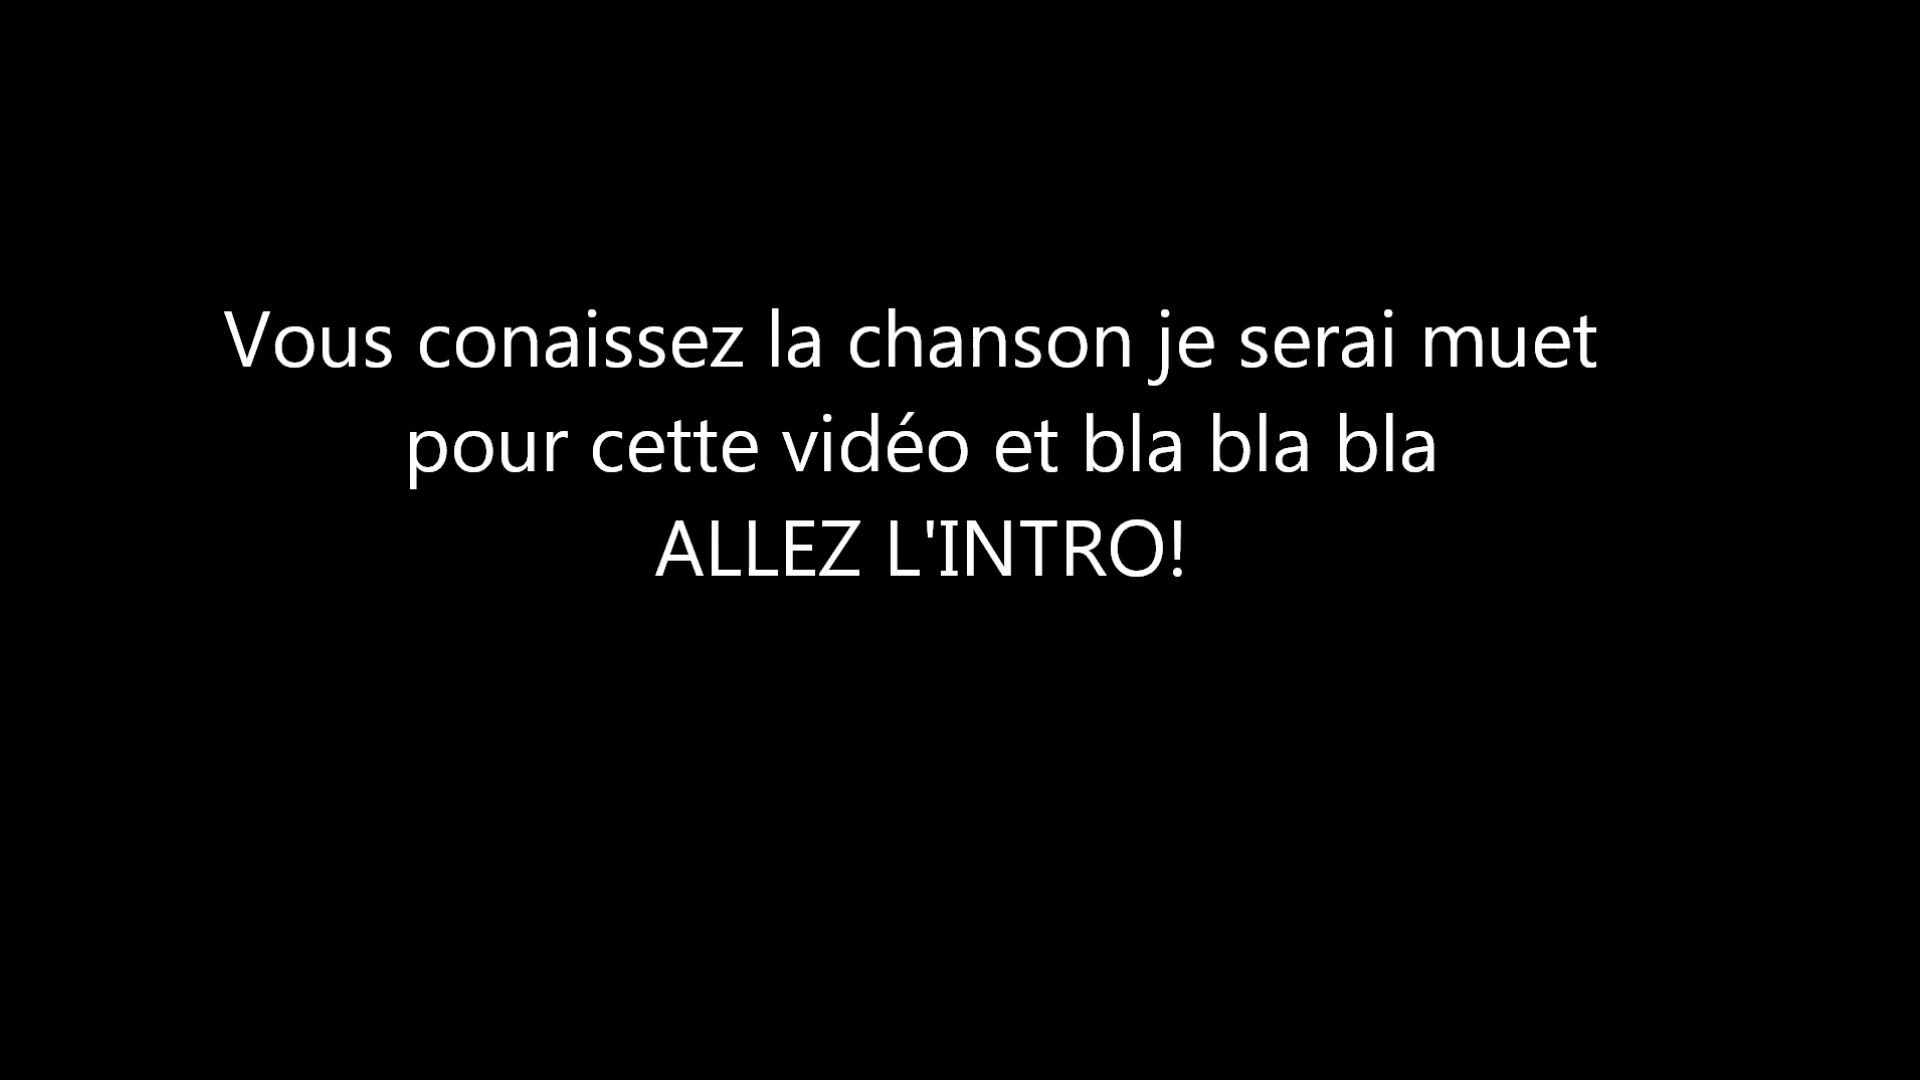 Vous conaissez la chanson je serai muet
pour cette vidéo et bla bla bla
ALLEZ L'INTRO!